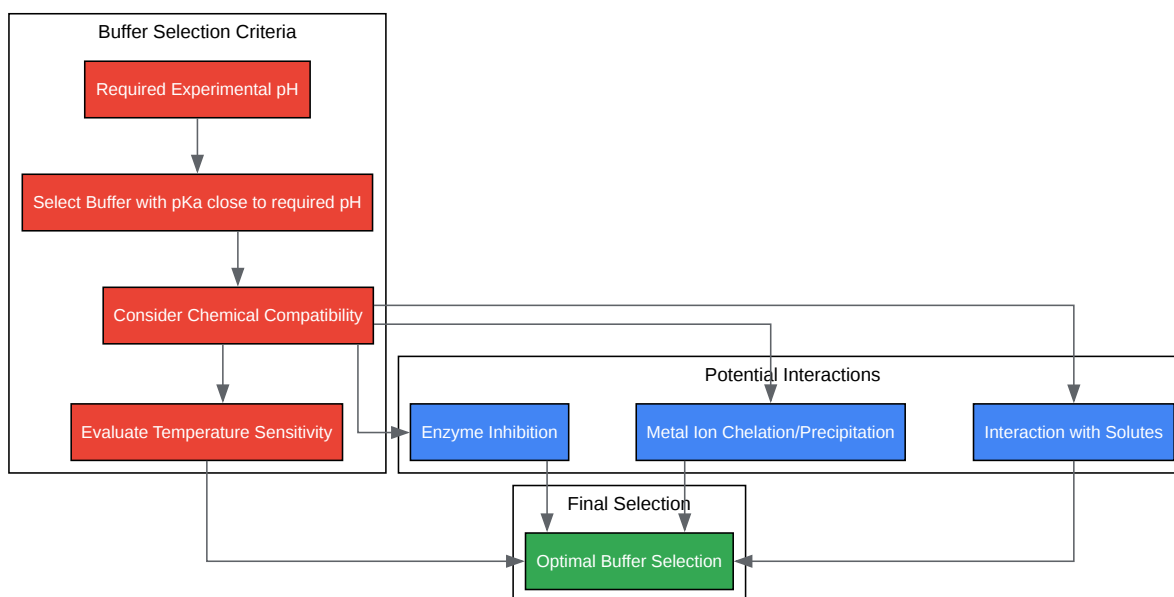 Buffer Selection Criteria
Required Experimental pH
Select Buffer with pKa close to required pH
Consider Chemical Compatibility
Evaluate Temperature Sensitivity
Potential Interactions
Enzyme Inhibition
Metal Ion Chelation/Precipitation
Interaction with Solutes
Final Selection
Optimal Buffer Selection